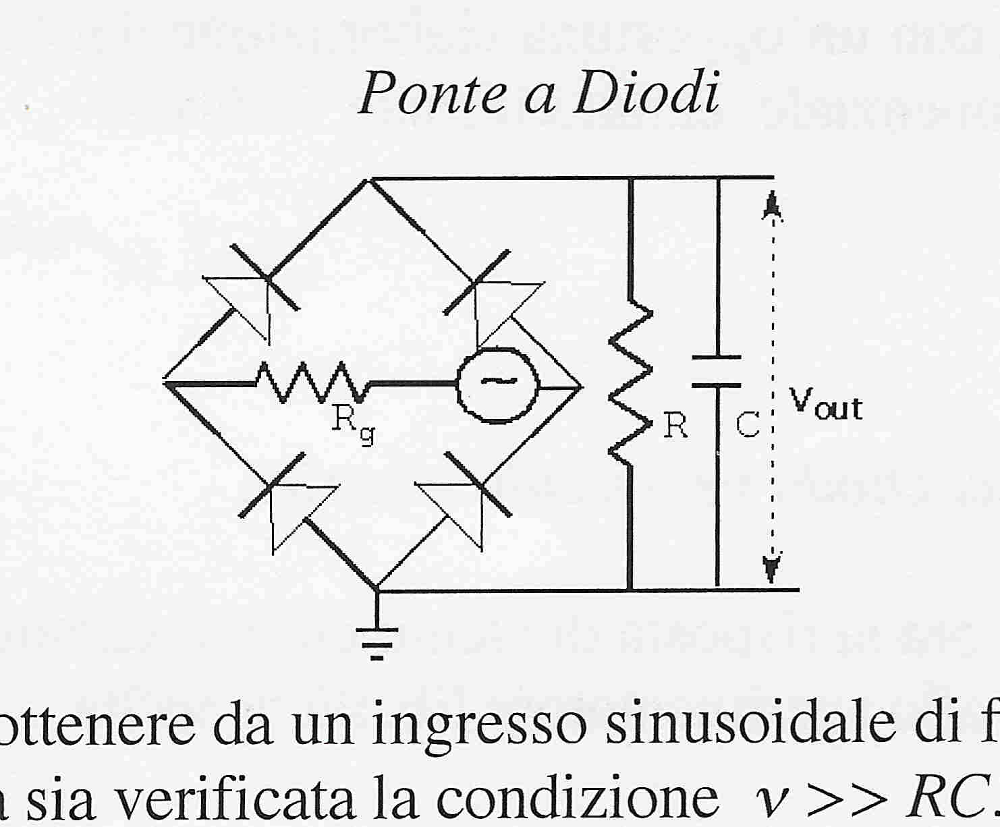 Ponte a Diodi
Rg
R
C
Vout
ottenere da un ingresso sinusoidale di
sia verificata la condizione ν >> RC.